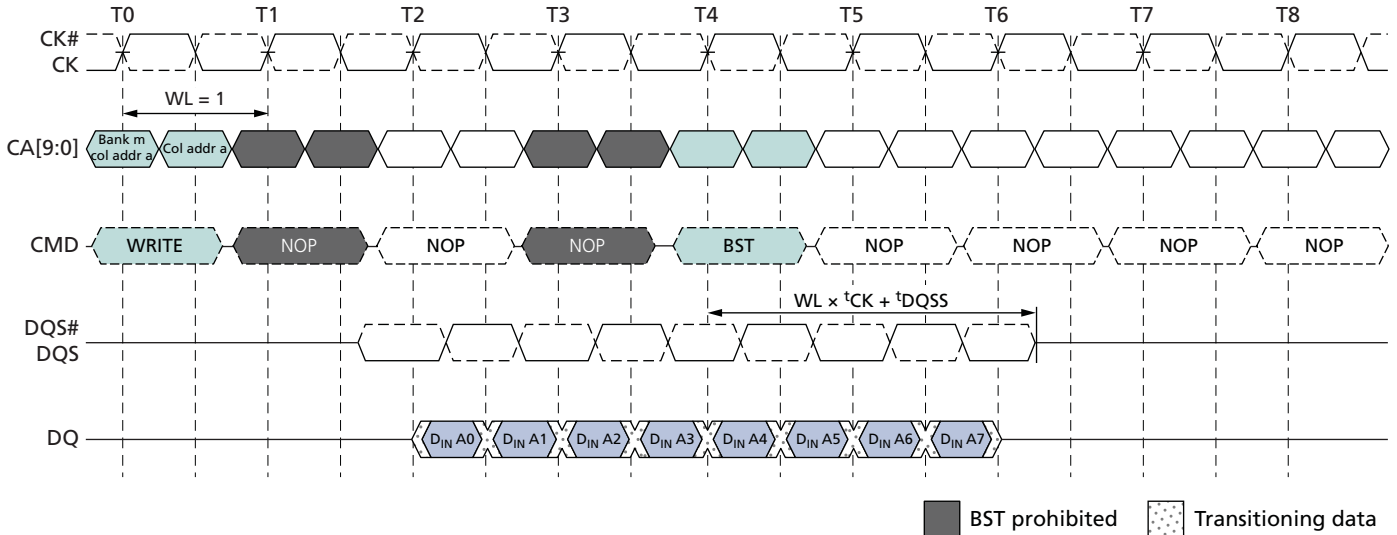 T0 T1 T2 T3 T4 T5 T6 T7 T8
CK#
CK
WL = 1
CA[9:0]
Bank m
col addr a
Col addr a
CMD
WRITE NOP NOP NOP BST NOP NOP NOP NOP
WL × tCK + tDQSS
DQS#
DQS
DQ
DIN A0 DIN A1 DIN A2 DIN A3 DIN A4 DIN A5 DIN A6 DIN A7
BST prohibited Transitioning data